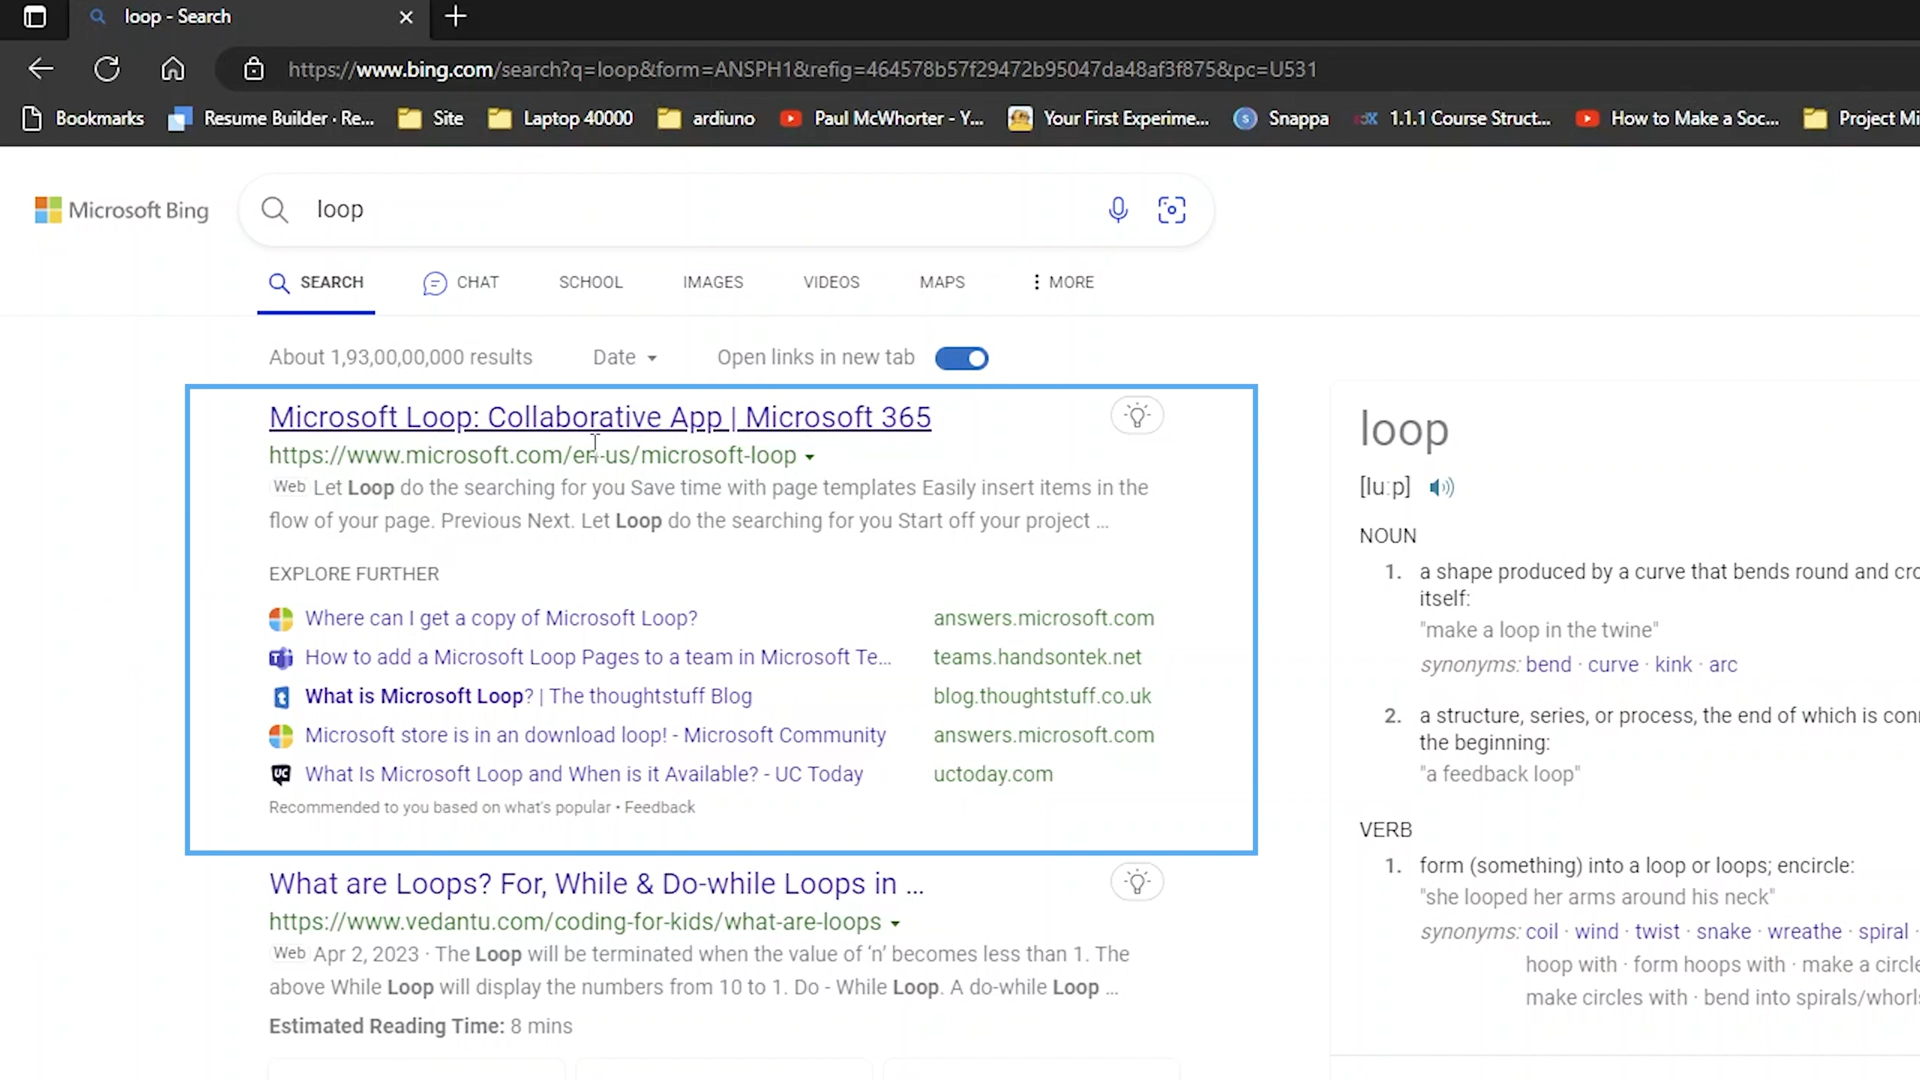 loop - Search
https://www.bing.com/search?q=loop&form=ANSPH1&refig=464578b57f29472b95047da48af3f875&pc=U531
Bookmarks Resume Builder · Re... Site Laptop 40000 ardiuno Paul McWhorter - Y... Your First Experime... Snappa 1.1.1 Course Struct... How to Make a Soc... Project Mi
Microsoft Bing
loop
SEARCH CHAT SCHOOL IMAGES VIDEOS MAPS MORE
About 1,93,00,00,000 results Date Open links in new tab
Microsoft Loop: Collaborative App | Microsoft 365
https://www.microsoft.com/en-us/microsoft-loop
Web Let Loop do the searching for you Save time with page templates Easily insert items in the
flow of your page. Previous Next. Let Loop do the searching for you Start off your project ...
EXPLORE FURTHER
Where can I get a copy of Microsoft Loop? answers.microsoft.com
How to add a Microsoft Loop Pages to a team in Microsoft Te... teams.handsontek.net
What is Microsoft Loop? | The thoughtstuff Blog blog.thoughtstuff.co.uk
Microsoft store is in an download loop! - Microsoft Community answers.microsoft.com
UC What Is Microsoft Loop and When is it Available? - UC Today uctoday.com
Recommended to you based on what's popular • Feedback
What are Loops? For, While & Do-while Loops in ...
https://www.vedantu.com/coding-for-kids/what-are-loops
Web Apr 2, 2023 · The Loop will be terminated when the value of ‘n’ becomes less than 1. The
above While Loop will display the numbers from 10 to 1. Do - While Loop. A do-while Loop ...
Estimated Reading Time: 8 mins
loop
[luːp]
NOUN
1. a shape produced by a curve that bends round and cro
itself:
"make a loop in the twine"
synonyms: bend · curve · kink · arc
2. a structure, series, or process, the end of which is con
the beginning:
"a feedback loop"
VERB
1. form (something) into a loop or loops; encircle:
"she looped her arms around his neck"
synonyms: coil · wind · twist · snake · wreathe · spiral ·
hoop with · form hoops with · make a circle
make circles with · bend into spirals/whorls